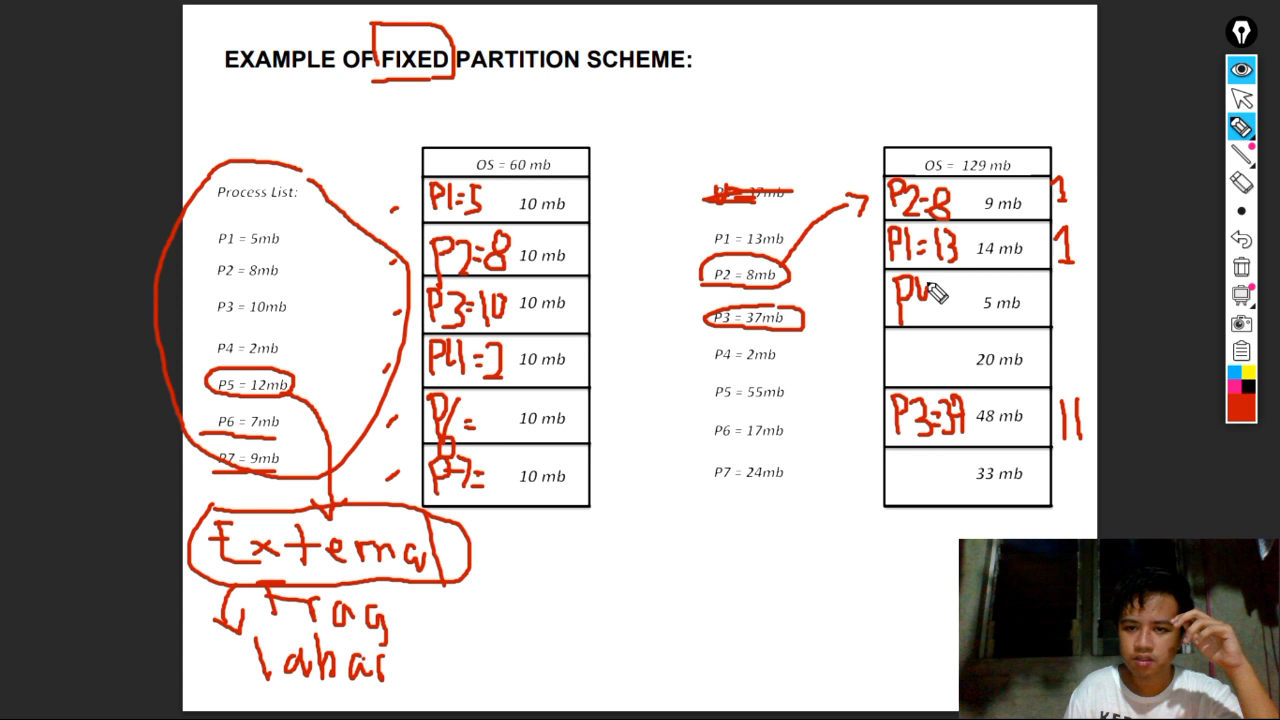 EXAMPLE OF FIXED PARTITION SCHEME:
Process List:
P1 = 5mb
P2 = 8mb
P3 = 10mb
P4 = 2mb
P5 = 12mb
P6 = 7mb
P7 = 9mb
OS = 60 mb
P1=5 10 mb
P2=8 10 mb
P3=10 10 mb
P4=2 10 mb
P6= 10 mb
P7= 10 mb
External
Frag
labas
P1 = 13mb
P2 = 8mb
P3 = 37mb
P4 = 2mb
P5 = 55mb
P6 = 17mb
P7 = 24mb
OS = 129 mb
P2=8 9 mb 1
P1=13 14 mb 1
P4 5 mb
20 mb
P3=37 48 mb 11
33 mb